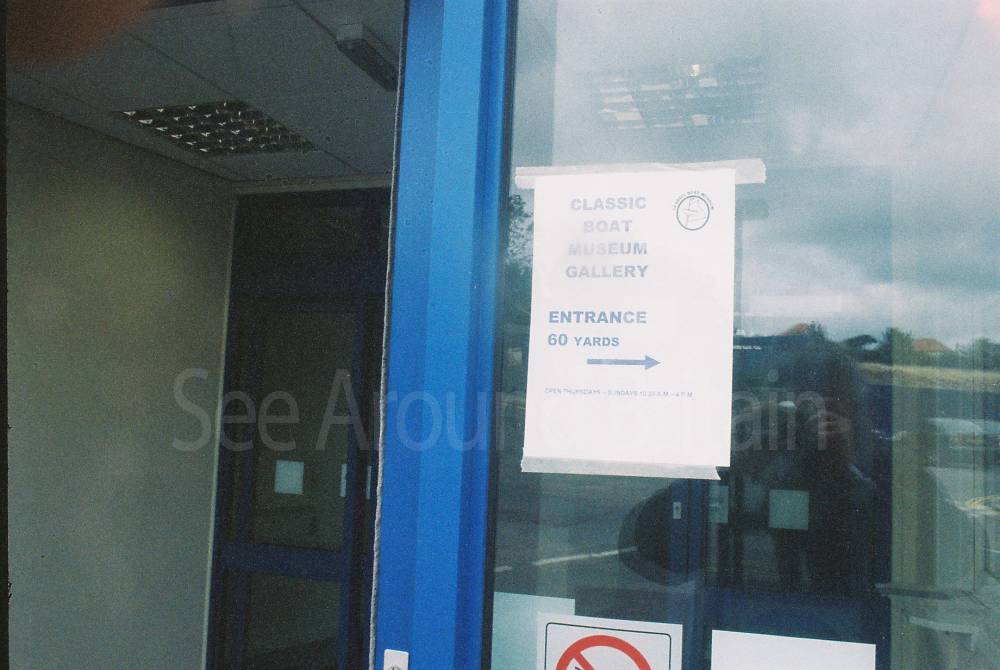 CLASSIC
BOAT
MUSEUM
GALLERY
ENTRANCE
60 YARDS
OPEN THURSDAYS – SUNDAYS 10.30 A.M. – 4 P.M.
See Around Britain